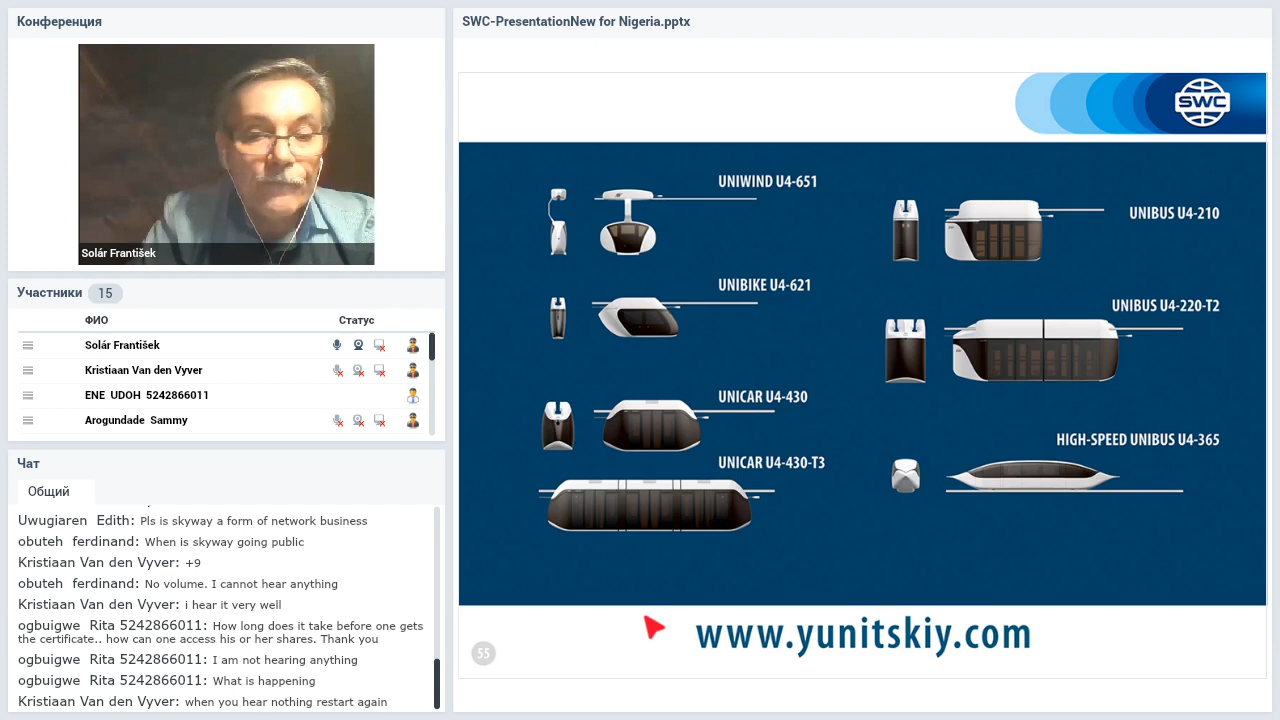 Конференция
Solár František
Участники 15
ФИО Статус
Solár František
Kristiaan Van den Vyver
ENE UDOH 5242866011
Arogundade Sammy
Чат
Общий
Uwugiaren Edith: Pls is skyway a form of network business
obuteh ferdinand: When is skyway going public
Kristiaan Van den Vyver: +9
obuteh ferdinand: No volume. I cannot hear anything
Kristiaan Van den Vyver: i hear it very well
ogbuigwe Rita 5242866011: How long does it take before one gets
the certificate.. how can one access his or her shares. Thank you
ogbuigwe Rita 5242866011: I am not hearing anything
ogbuigwe Rita 5242866011: What is happening
Kristiaan Van den Vyver: when you hear nothing restart again
SWC-PresentationNew for Nigeria.pptx
SWC
UNIWIND U4-651
UNIBIKE U4-621
UNICAR U4-430
UNICAR U4-430-T3
UNIBUS U4-210
UNIBUS U4-220-T2
HIGH-SPEED UNIBUS U4-365
55
www.yunitskiy.com